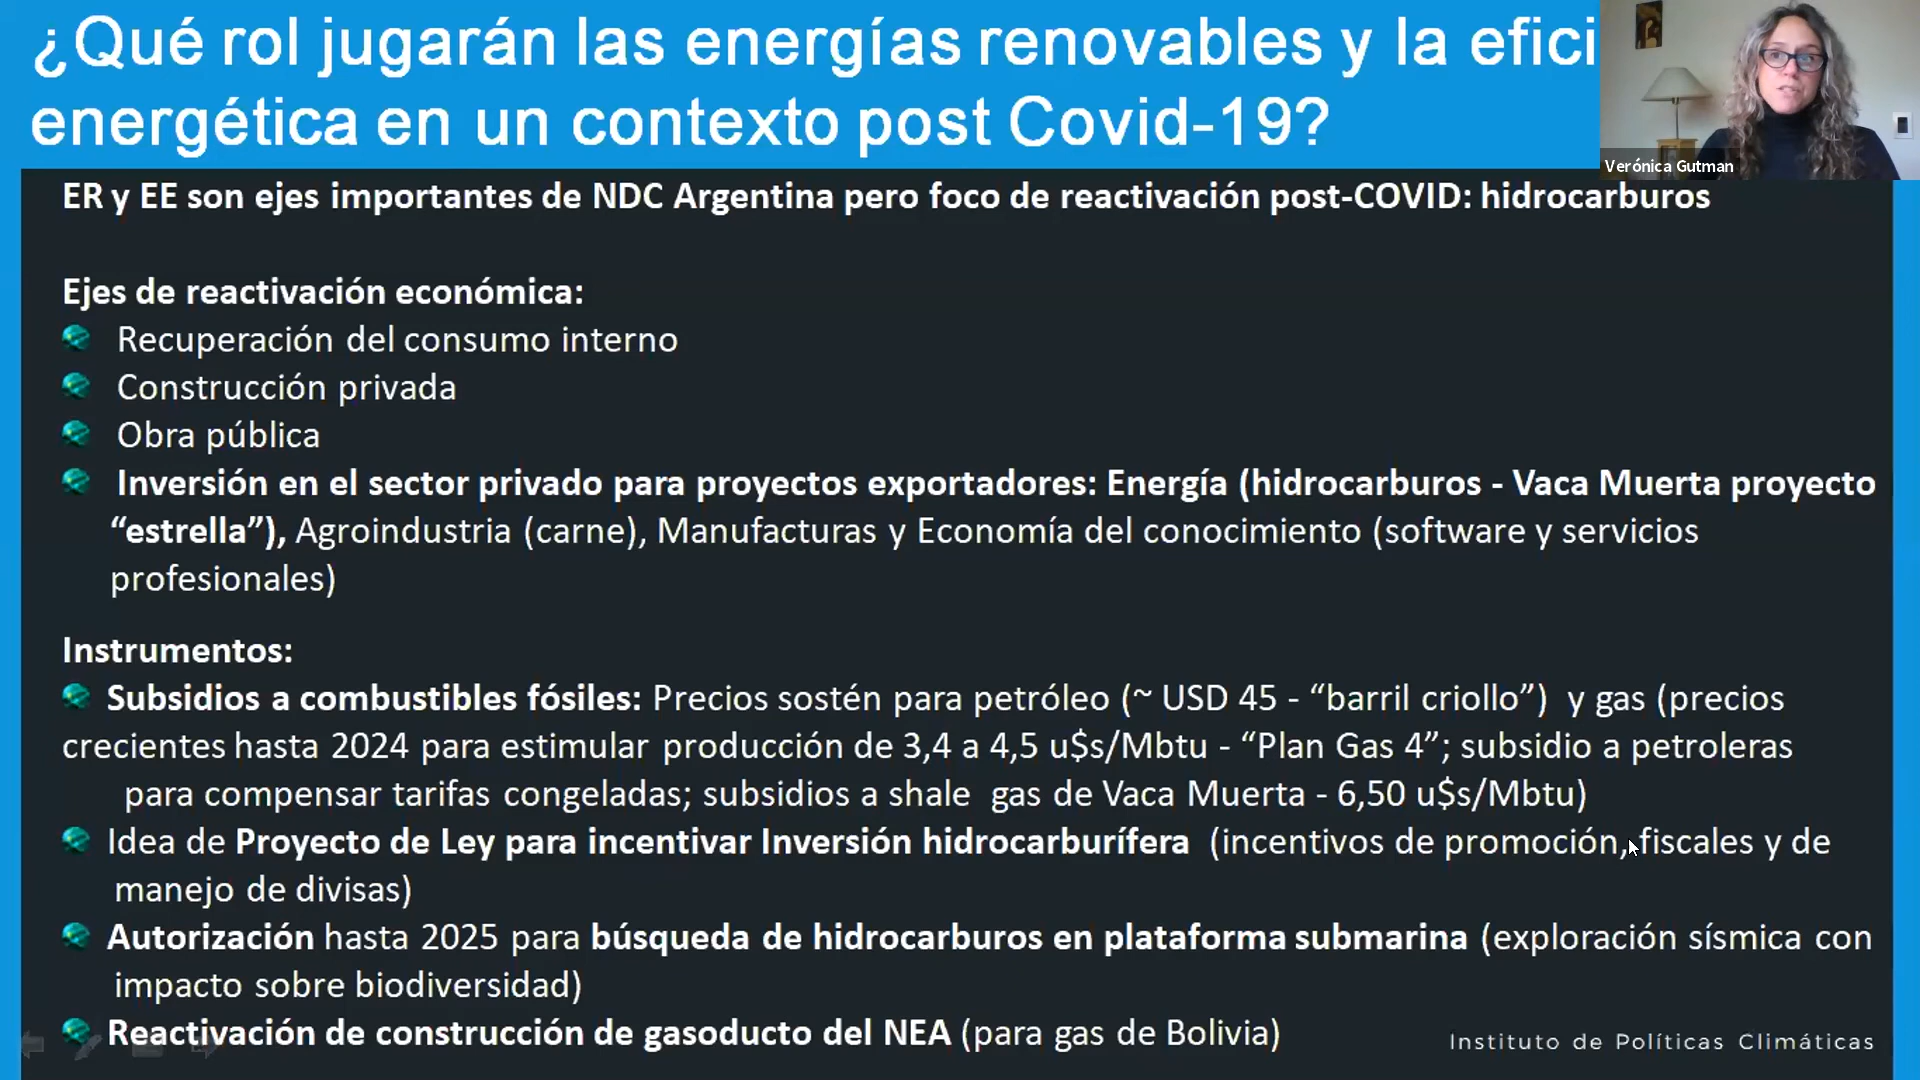 ¿Qué rol jugarán las energías renovables y la efici
energética en un contexto post Covid-19?
Verónica Gutman
ER y EE son ejes importantes de NDC Argentina pero foco de reactivación post-COVID: hidrocarburos
Ejes de reactivación económica:
Recuperación del consumo interno
Construcción privada
Obra pública
Inversión en el sector privado para proyectos exportadores: Energía (hidrocarburos - Vaca Muerta proyecto
“estrella”), Agroindustria (carne), Manufacturas y Economía del conocimiento (software y servicios
profesionales)
Instrumentos:
Subsidios a combustibles fósiles: Precios sostén para petróleo (~ USD 45 - “barril criollo”) y gas (precios
crecientes hasta 2024 para estimular producción de 3,4 a 4,5 u$s/Mbtu - “Plan Gas 4”; subsidio a petroleras
para compensar tarifas congeladas; subsidios a shale gas de Vaca Muerta - 6,50 u$s/Mbtu)
Idea de Proyecto de Ley para incentivar Inversión hidrocarburífera (incentivos de promoción, fiscales y de
manejo de divisas)
Autorización hasta 2025 para búsqueda de hidrocarburos en plataforma submarina (exploración sísmica con
impacto sobre biodiversidad)
Reactivación de construcción de gasoducto del NEA (para gas de Bolivia)
Instituto de Políticas Climáticas